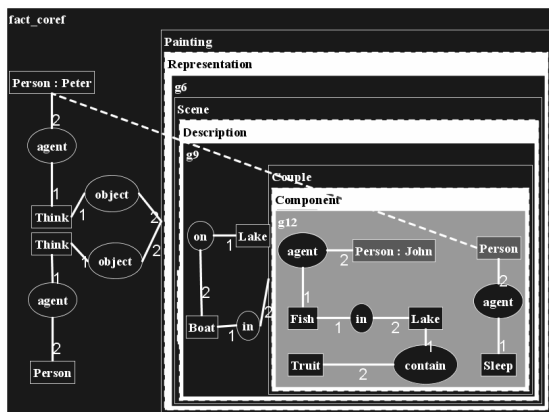 fact_coref
Painting
Representation
Person : Peter
g6
Scene
2
Description
agent
g9
Couple
1
object
Component
Think
1
2
g12
on
1
Lake
agent
2
Person : John
Person
Think
1
object
2
2
1
2
1
2
agent
agent
Boat
1
in
2
Fish
1
in
2
Lake
2
1
1
Person
Truit
2
contain
Sleep